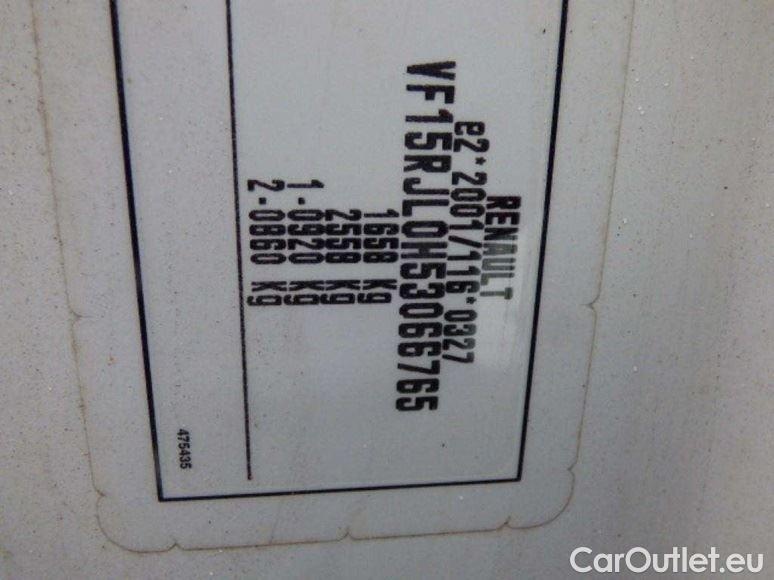 RENAULT
e2*2001/116*0327
VF15RJL0H53066765
1658 kg
2558 kg
1-0920 kg
2-0860 kg
475435
CarOutlet.eu